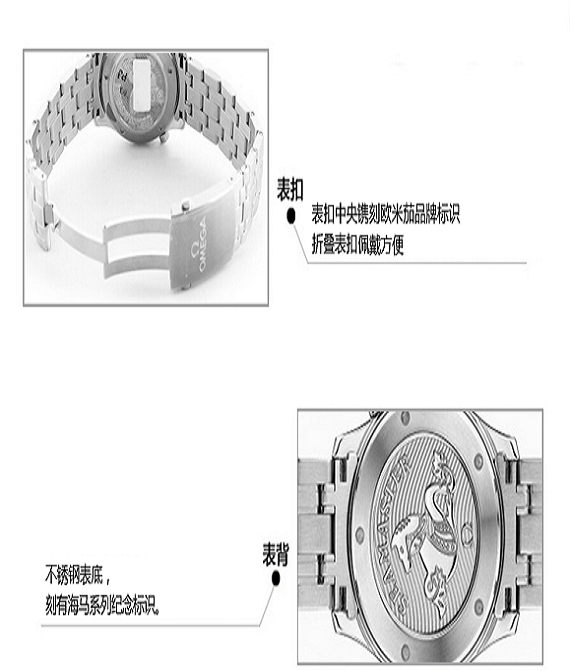 表扣
表扣中央镌刻欧米茄品牌标识
折叠表扣佩戴方便
Ω
OMEGA
表背
不锈钢表底，
刻有海马系列纪念标识。
SEAMASTER
Ω